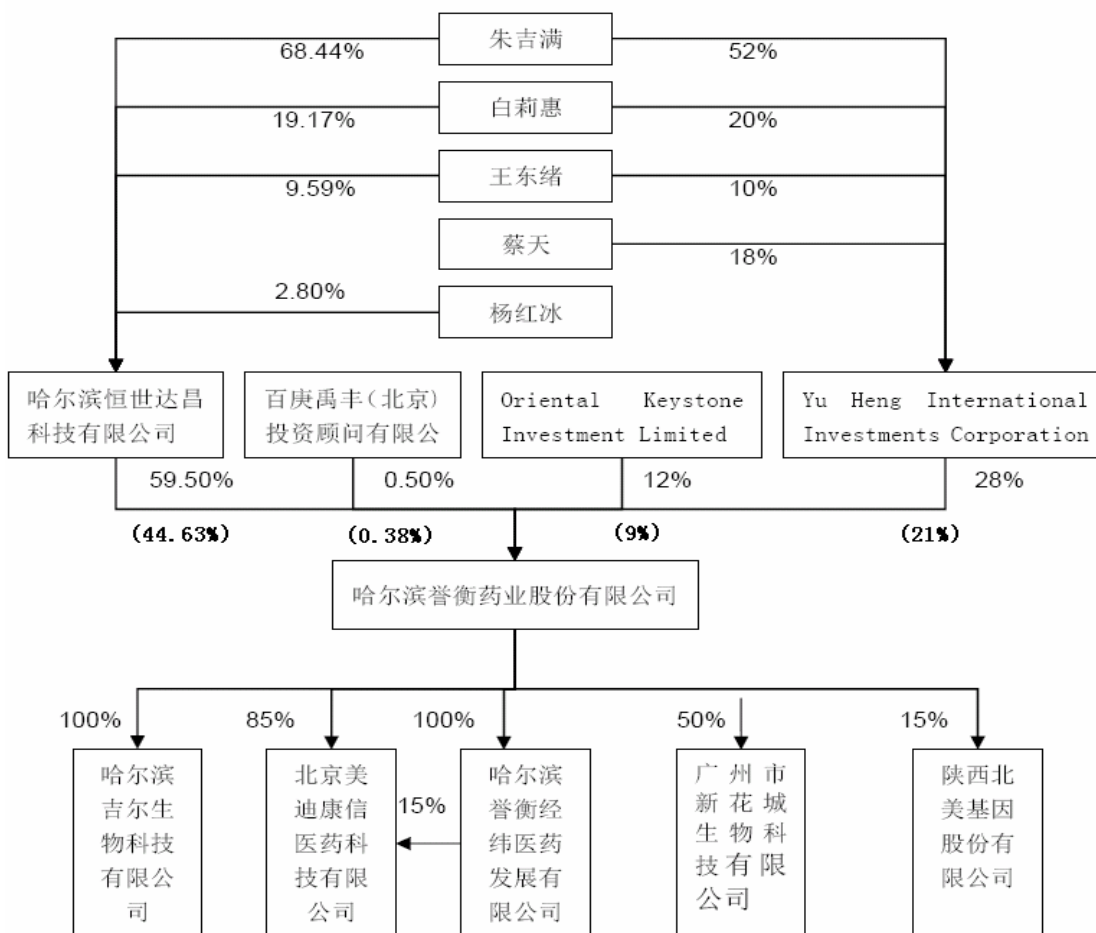 朱吉满
68.44%
52%
白莉惠
19.17%
20%
王东绪
9.59%
10%
蔡天
18%
2.80%
杨红冰
哈尔滨恒世达昌
科技有限公司
百庚禹丰(北京)
投资顾问有限公
Oriental Keystone
Investment Limited
Yu Heng International
Investments Corporation
59.50%
0.50%
12%
28%
(44.63%)
(0.38%)
(9%)
(21%)
哈尔滨誉衡药业股份有限公司
100%
85%
100%
50%
15%
哈尔滨
吉尔生
物科技
有限公
司
北京美
迪康信
医药科
技有限
公司
15%
哈尔滨
誉衡经
纬医药
发展有
限公司
广州市
新花城
生物科
技有限
公司
陕西北
美基因
股份有
限公司